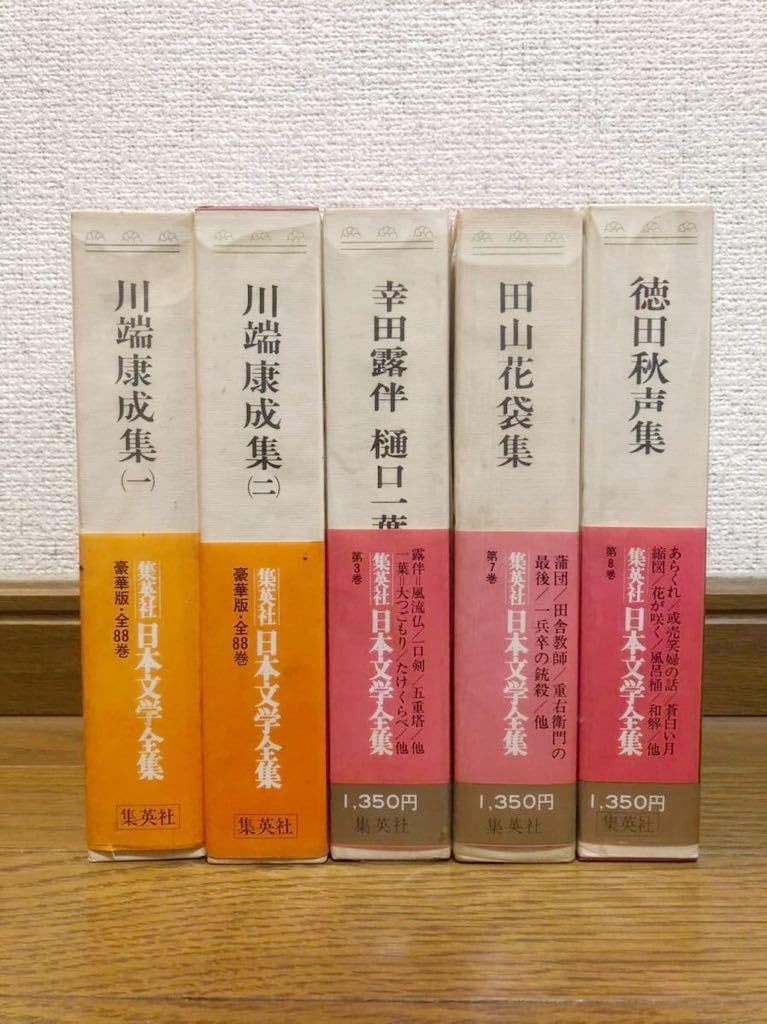 川端康成集(一)
集英社
日本文学全集
豪華版・全88巻
集英社
川端康成集(二)
集英社
日本文学全集
豪華版・全88巻
集英社
幸田露伴 樋口一葉
露伴=風流仏/一口剣/五重塔/他
一葉=大つごもり/たけくらべ/他
集英社
日本文学全集
第3巻
1,350円
集英社
田山花袋集
蒲団/田舎教師/重右衛門の
最後/一兵卒の銃殺/他
集英社
日本文学全集
第7巻
1,350円
集英社
徳田秋声集
あらくれ/或売笑婦の話/蒼白い月
縮図/花が咲く/風呂桶/和解/他
集英社
日本文学全集
第8巻
1,350円
集英社